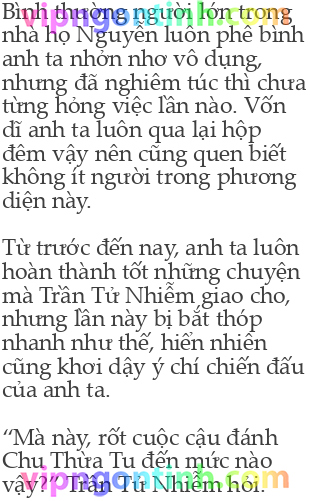 Bình thường người lớn trong
nhà họ Nguyễn luôn phê bình
anh ta nhởn nhơ vô dụng,
nhưng đã nghiêm túc thì chưa
từng hỏng việc lần nào. Vốn
dĩ anh ta luôn qua lại hộp
đêm vậy nên cũng quen biết
không ít người trong phương
diện này.
Từ trước đến nay, anh ta luôn
hoàn thành tốt những chuyện
mà Trần Tử Nhiễm giao cho,
nhưng lần này bị bắt thóp
nhanh như thế, hiển nhiên
cũng khơi dậy ý chí chiến đấu
của anh ta.
“Mà này, rốt cuộc cậu đánh
Chu Thừa Tu đến mức nào
vậy?” Trần Tử Nhiễm hỏi.
vipngontinh.com
vipngontinh.com